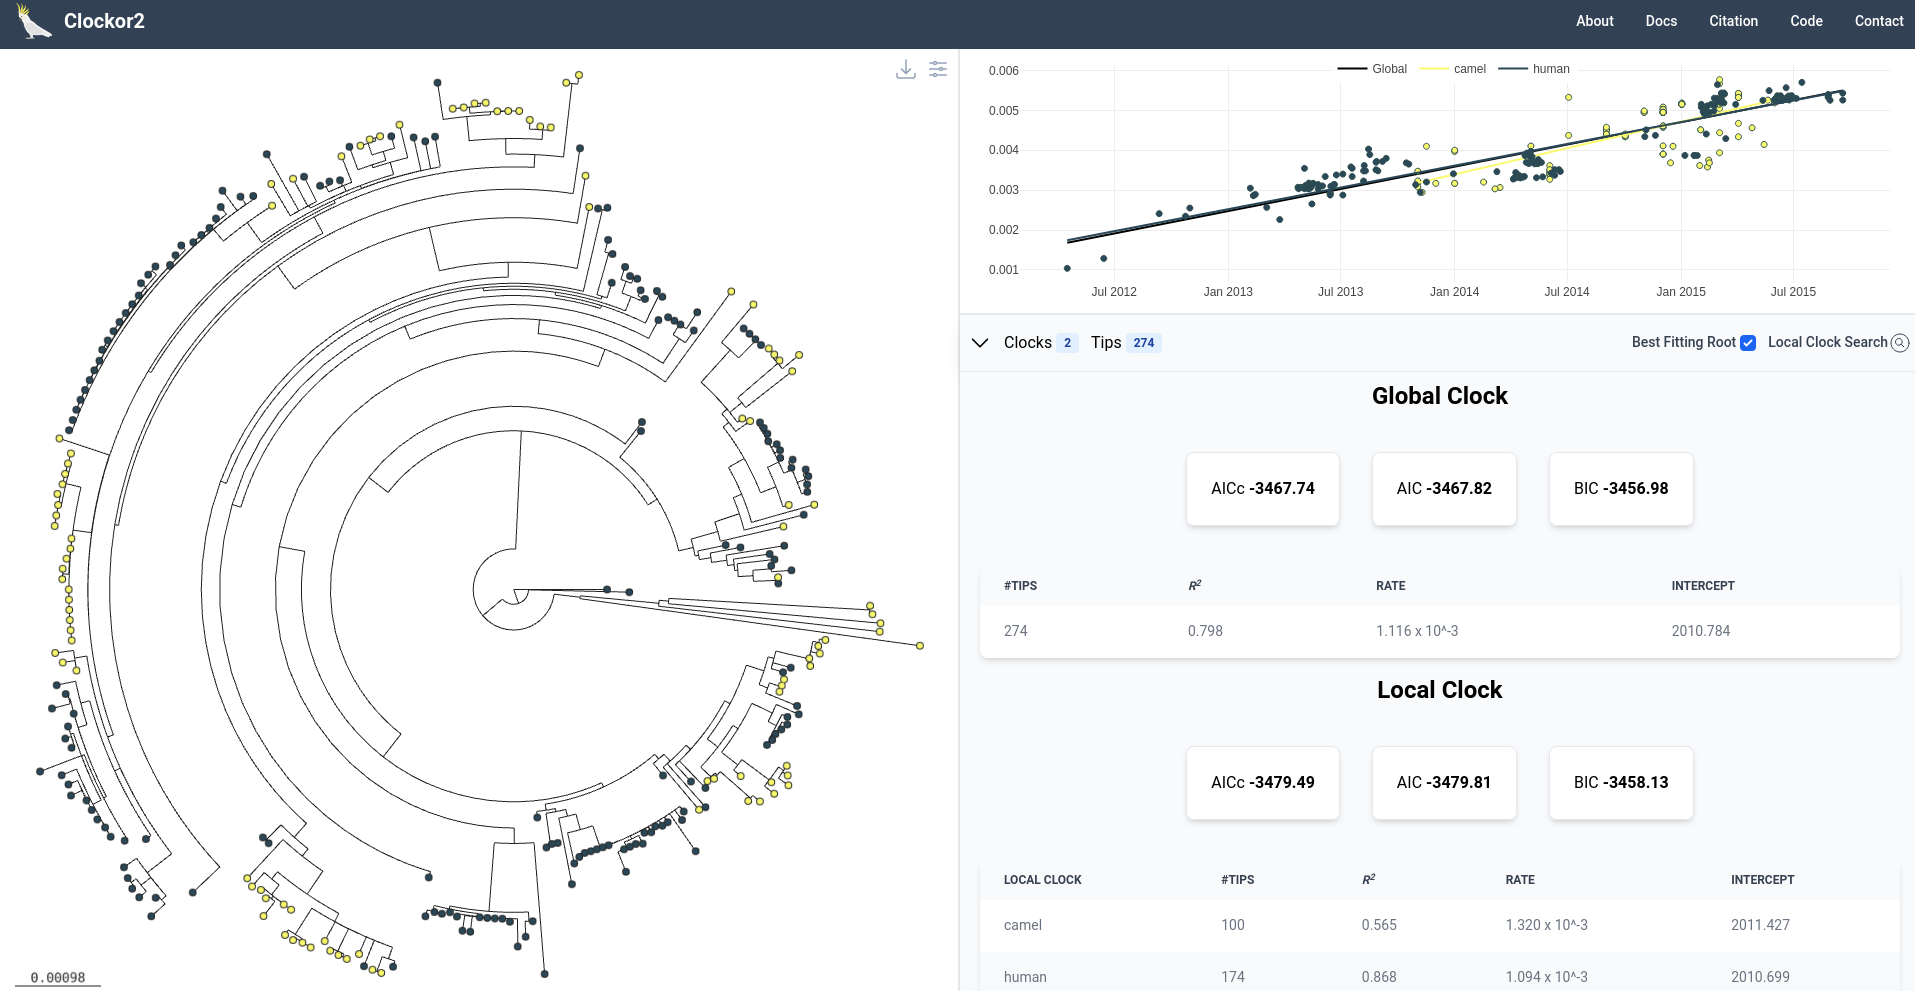 Clockor2
About Docs Citation Code Contact
Global camel human
0.006
0.005
0.004
0.003
0.002
0.001
Jul 2012 Jan 2013 Jul 2013 Jan 2014 Jul 2014 Jan 2015 Jul 2015
Clocks 2 Tips 274 Best Fitting Root Local Clock Search
Global Clock
AICc -3467.74 AIC -3467.82 BIC -3456.98
#TIPS R² RATE INTERCEPT
274 0.798 1.116 x 10^-3 2010.784
Local Clock
AICc -3479.49 AIC -3479.81 BIC -3458.13
LOCAL CLOCK #TIPS R² RATE INTERCEPT
camel 100 0.565 1.320 x 10^-3 2011.427
human 174 0.868 1.094 x 10^-3 2010.699
0.00098